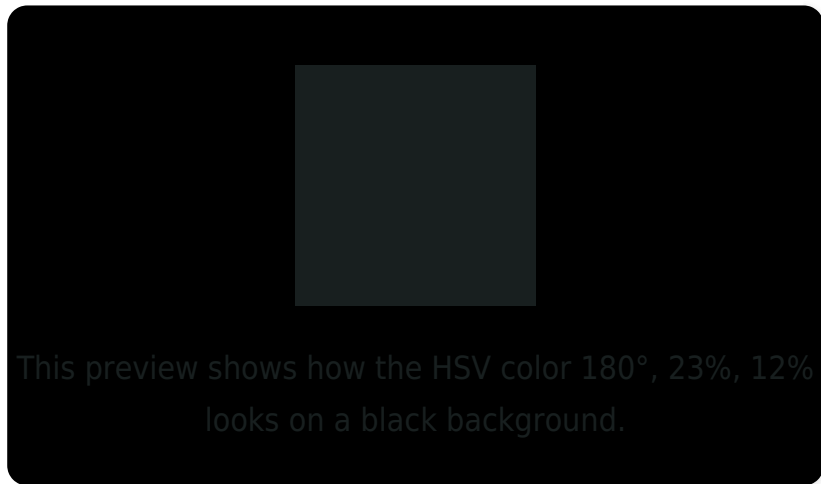 This preview shows how the HSV color 180°, 23%, 12%
looks on a black background.